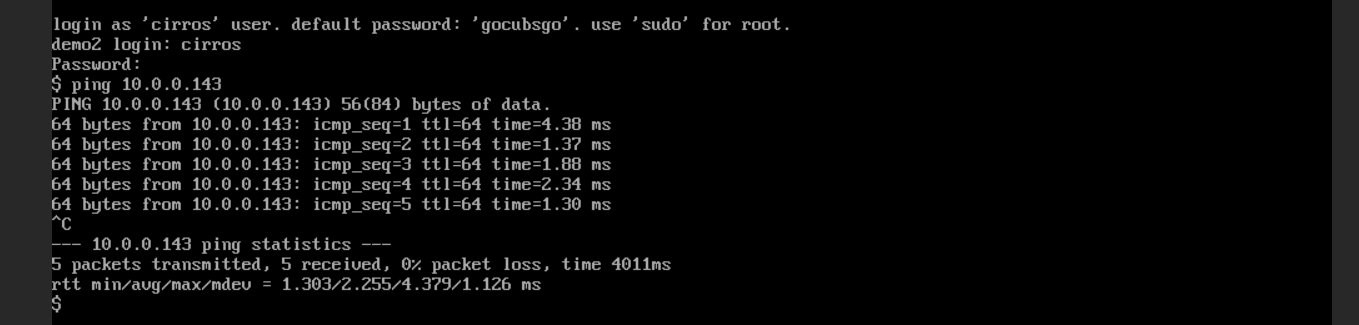 login as 'cirros' user. default password: 'gocubsgo'. use 'sudo' for root.
demo2 login: cirros
Password:
$ ping 10.0.0.143
PING 10.0.0.143 (10.0.0.143) 56(84) bytes of data.
64 bytes from 10.0.0.143: icmp_seq=1 ttl=64 time=4.38 ms
64 bytes from 10.0.0.143: icmp_seq=2 ttl=64 time=1.37 ms
64 bytes from 10.0.0.143: icmp_seq=3 ttl=64 time=1.88 ms
64 bytes from 10.0.0.143: icmp_seq=4 ttl=64 time=2.34 ms
64 bytes from 10.0.0.143: icmp_seq=5 ttl=64 time=1.30 ms
^C
--- 10.0.0.143 ping statistics ---
5 packets transmitted, 5 received, 0% packet loss, time 4011ms
rtt min/avg/max/mdev = 1.303/2.255/4.379/1.126 ms
$